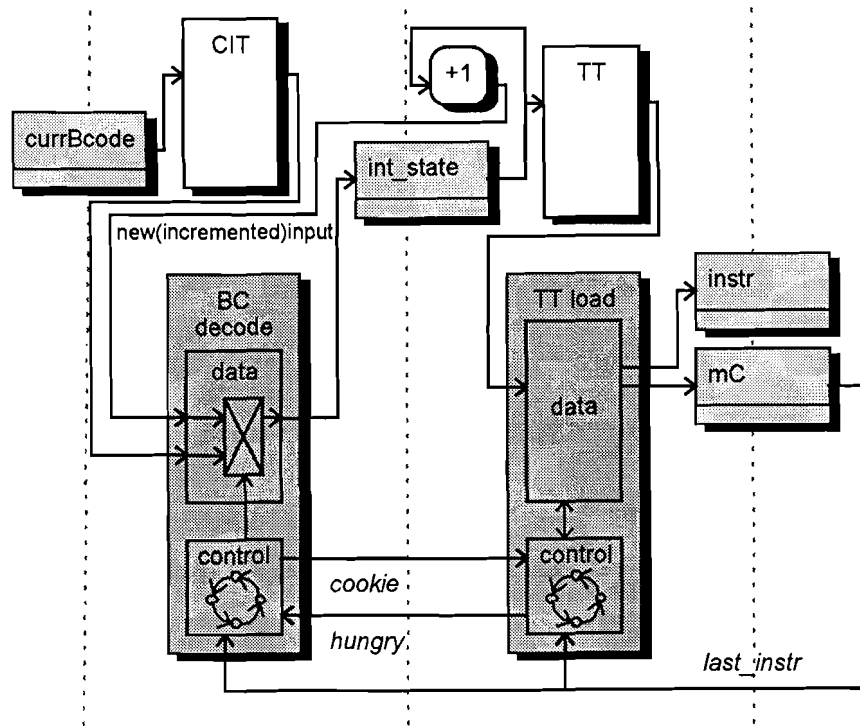 CIT
+1
TT
currBcode
int_state
new(incremented)input
BC
decode
TT load
instr
data
mC
data
control
control
cookie
hungry
last_instr